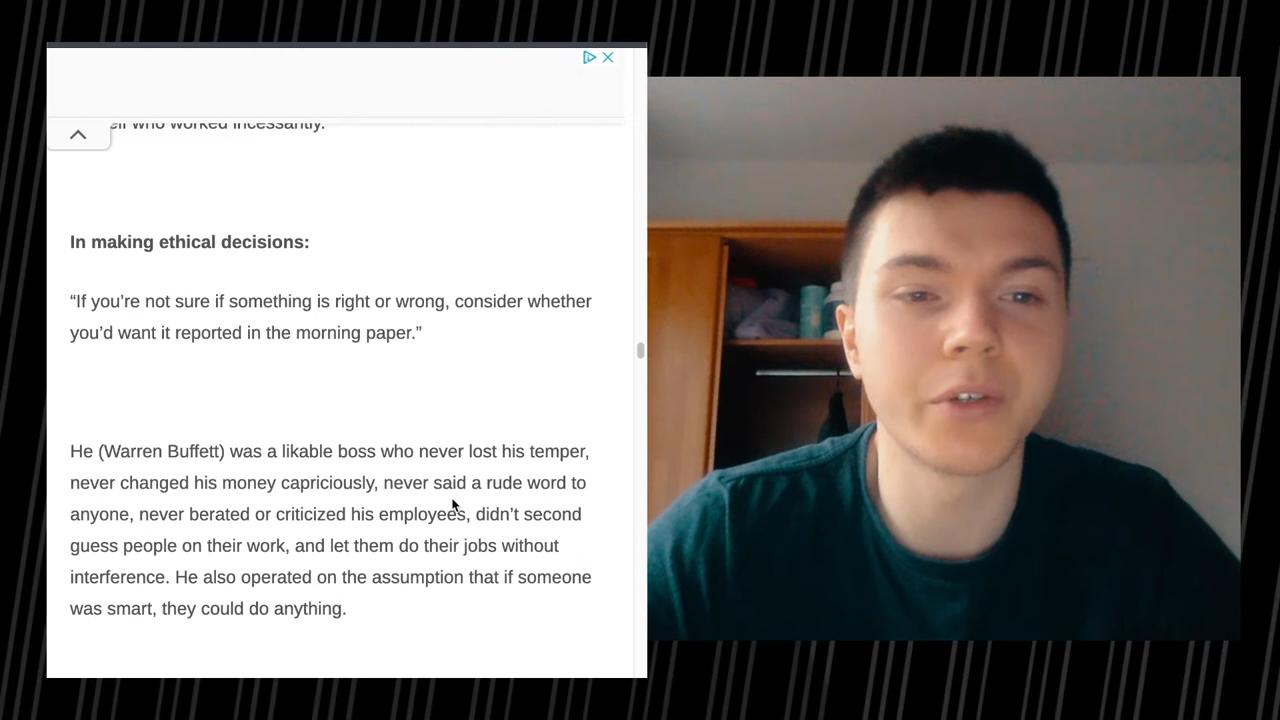 who worked incessantly.
In making ethical decisions:
“If you’re not sure if something is right or wrong, consider whether
you’d want it reported in the morning paper.”
He (Warren Buffett) was a likable boss who never lost his temper,
never changed his money capriciously, never said a rude word to
anyone, never berated or criticized his employees, didn’t second
guess people on their work, and let them do their jobs without
interference. He also operated on the assumption that if someone
was smart, they could do anything.